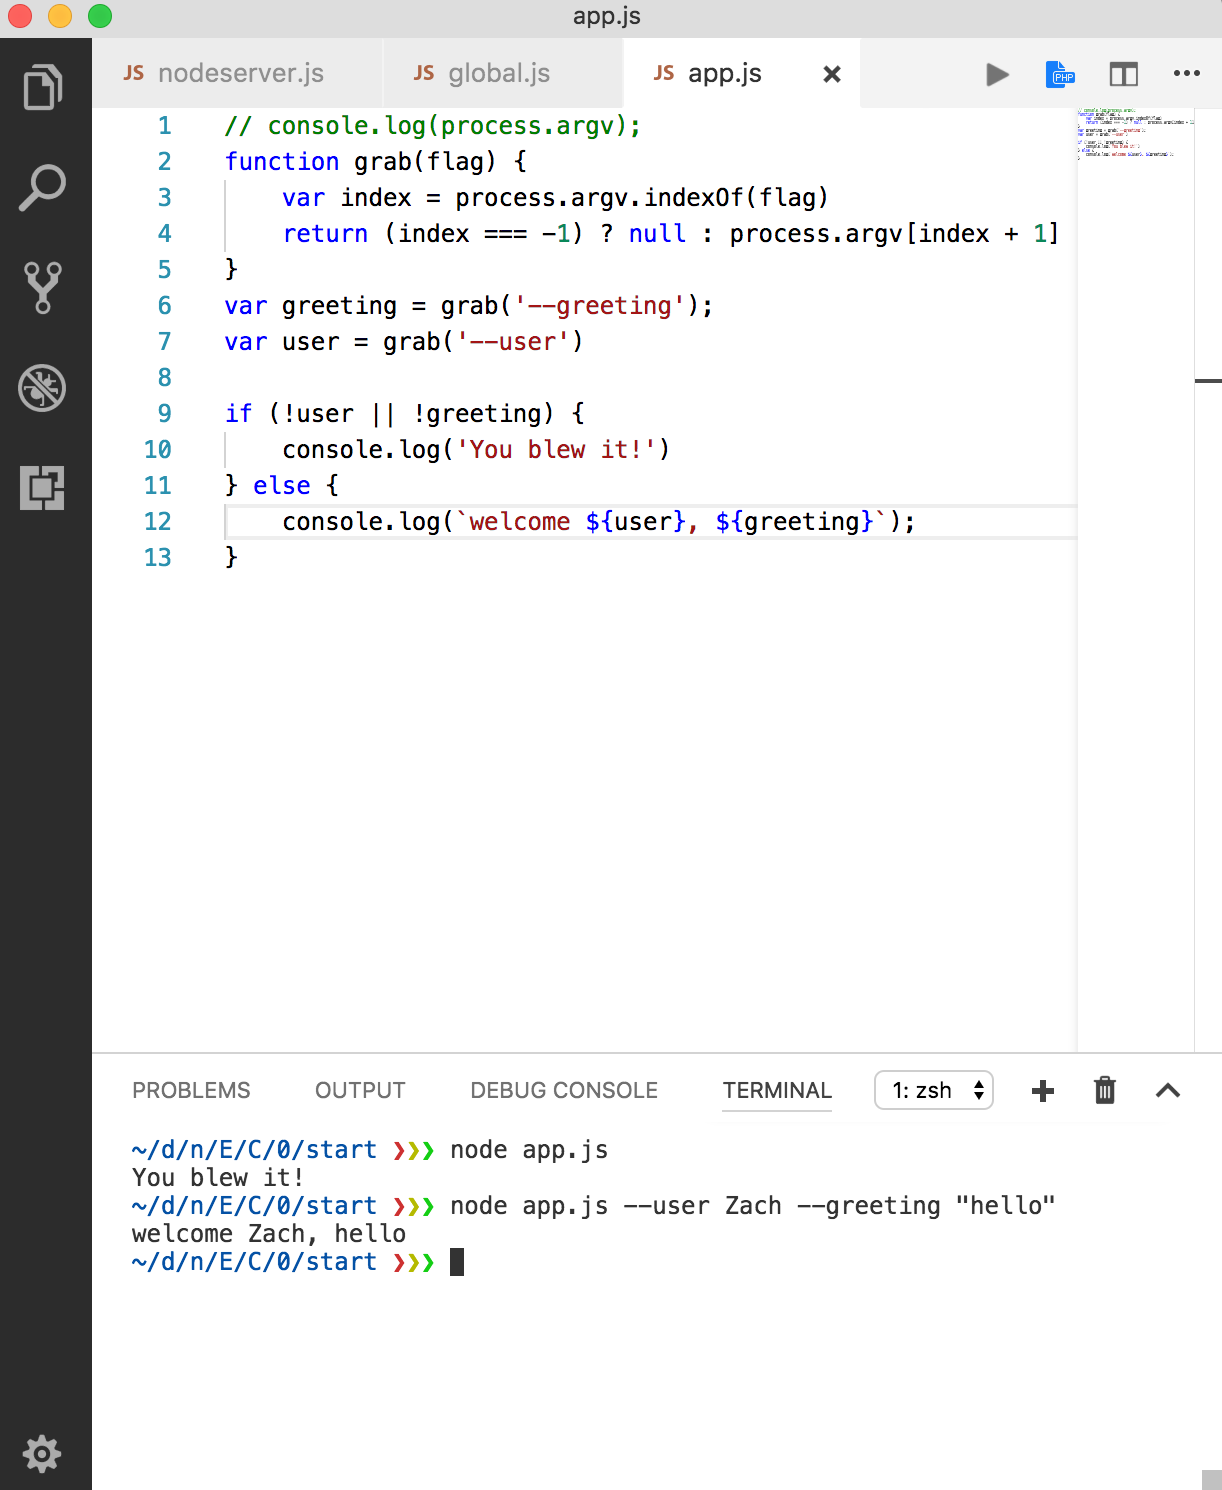 app.js
JS nodeserver.js JS global.js JS app.js PHP
1 // console.log(process.argv);
2 function grab(flag) {
3 var index = process.argv.indexOf(flag)
4 return (index === -1) ? null : process.argv[index + 1]
5 }
6 var greeting = grab('--greeting');
7 var user = grab('--user')
8
9 if (!user || !greeting) {
10 console.log('You blew it!')
11 } else {
12 console.log(`welcome ${user}, ${greeting}`);
13 }
PROBLEMS OUTPUT DEBUG CONSOLE TERMINAL 1: zsh
~/d/n/E/C/0/start ❯❯❯ node app.js
You blew it!
~/d/n/E/C/0/start ❯❯❯ node app.js --user Zach --greeting "hello"
welcome Zach, hello
~/d/n/E/C/0/start ❯❯❯